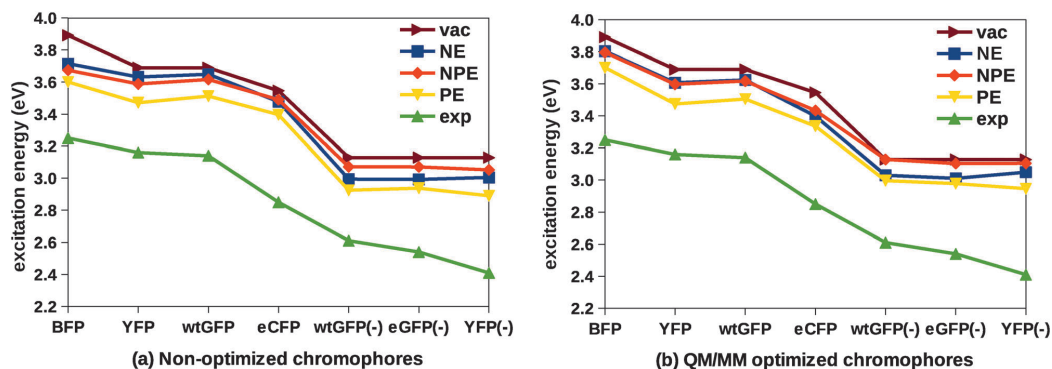 4.0
3.8
3.6
3.4
3.2
3.0
2.8
2.6
2.4
2.2
excitation energy (eV)
vac
NE
NPE
PE
exp
BFP YFP wtGFP eCFP wtGFP(-) eGFP(-) YFP(-)
(a) Non-optimized chromophores
4.0
3.8
3.6
3.4
3.2
3.0
2.8
2.6
2.4
2.2
excitation energy (eV)
vac
NE
NPE
PE
exp
BFP YFP wtGFP eCFP wtGFP(-) eGFP(-) YFP(-)
(b) QM/MM optimized chromophores